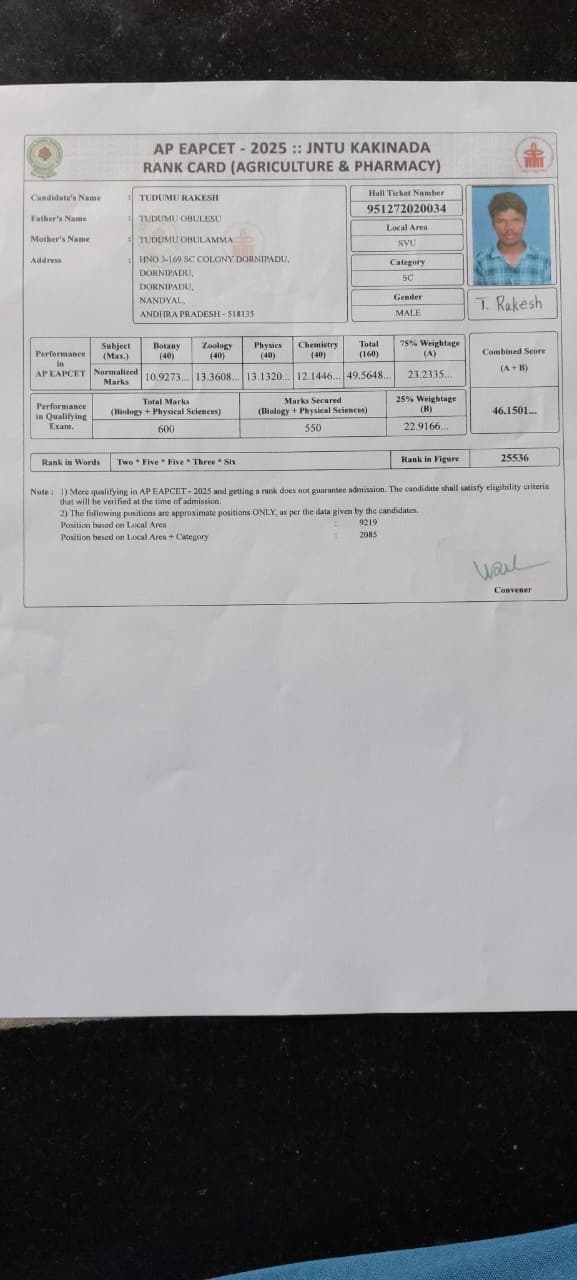 AP EAPCET - 2025 :: JNTU KAKINADA
RANK CARD (AGRICULTURE & PHARMACY)
Candidate's Name : TUDUMU RAKESH
Father's Name : TUDUMU OBULESU
Mother's Name : TUDUMU OBULAMMA
Address : HNO 3-169 SC COLONY DORNIPADU,
DORNIPADU,
DORNIPADU,
NANDYAL,
ANDHRA PRADESH - 518135
Hall Ticket Number
951272020034
Local Area
SVU
Category
SC
Gender
MALE
T. Rakesh
Performance in AP EAPCET
Subject (Max.) Botany (40) Zoology (40) Physics (40) Chemistry (40) Total (160) 75% Weightage (A) Combined Score (A + B)
Normalized Marks 10.9273... 13.3608... 13.1320... 12.1446... 49.5648... 23.2335...
46.1501...
Performance in Qualifying Exam.
Total Marks (Biology + Physical Sciences) Marks Secured (Biology + Physical Sciences) 25% Weightage (B)
600 550 22.9166...
Rank in Words Two * Five * Five * Three * Six Rank in Figure 25536
Note : 1) Mere qualifying in AP EAPCET - 2025 and getting a rank does not guarantee admission. The candidate shall satisfy eligibility criteria
that will be verified at the time of admission.
2) The following positions are approximate positions ONLY, as per the data given by the candidates.
Position based on Local Area : 9219
Position based on Local Area + Category : 2085
Convener